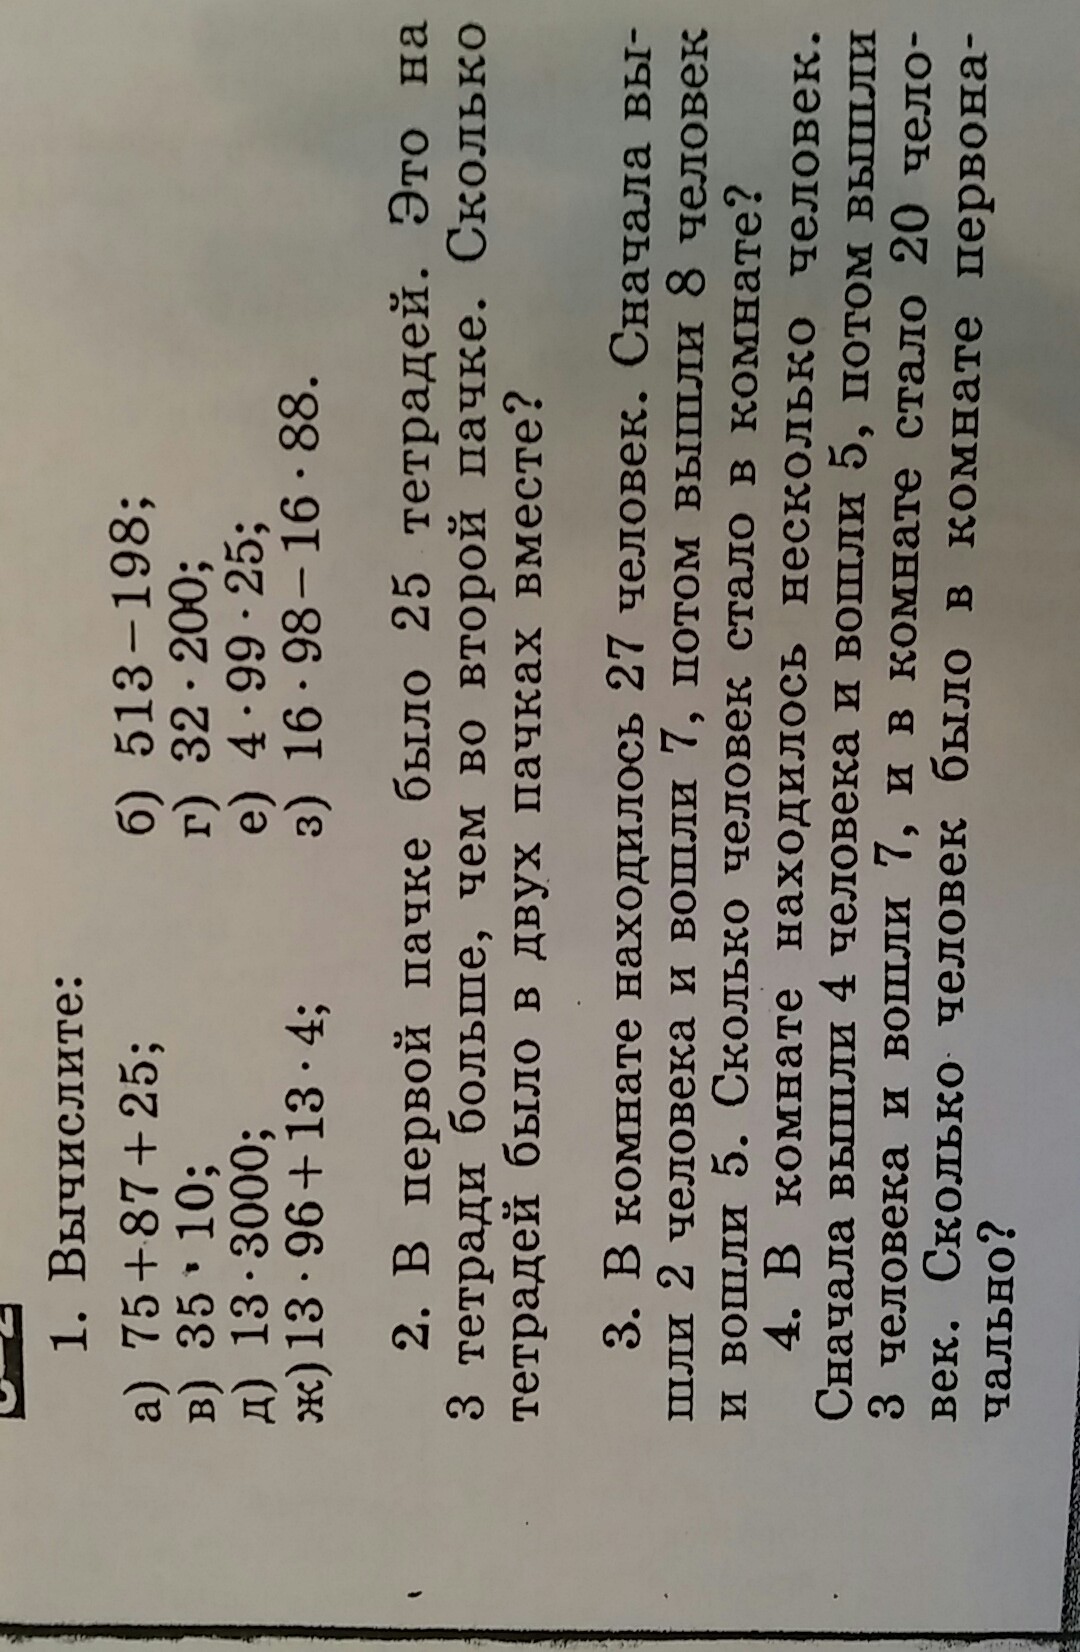 1. Вычислите:
а) 75+87+25; б) 513−198;
в) 35 · 10; г) 32·200;
д) 13·3000; е) 4·99·25;
ж) 13·96+13·4; з) 16·98−16·88.
2. В первой пачке было 25 тетрадей. Это на
3 тетради больше, чем во второй пачке. Сколько
тетрадей было в двух пачках вместе?
3. В комнате находилось 27 человек. Сначала вы-
шли 2 человека и вошли 7, потом вышли 8 человек
и вошли 5. Сколько человек стало в комнате?
4. В комнате находилось несколько человек.
Сначала вышли 4 человека и вошли 5, потом вышли
3 человека и вошли 7, и в комнате стало 20 чело-
век. Сколько человек было в комнате первона-
чально?